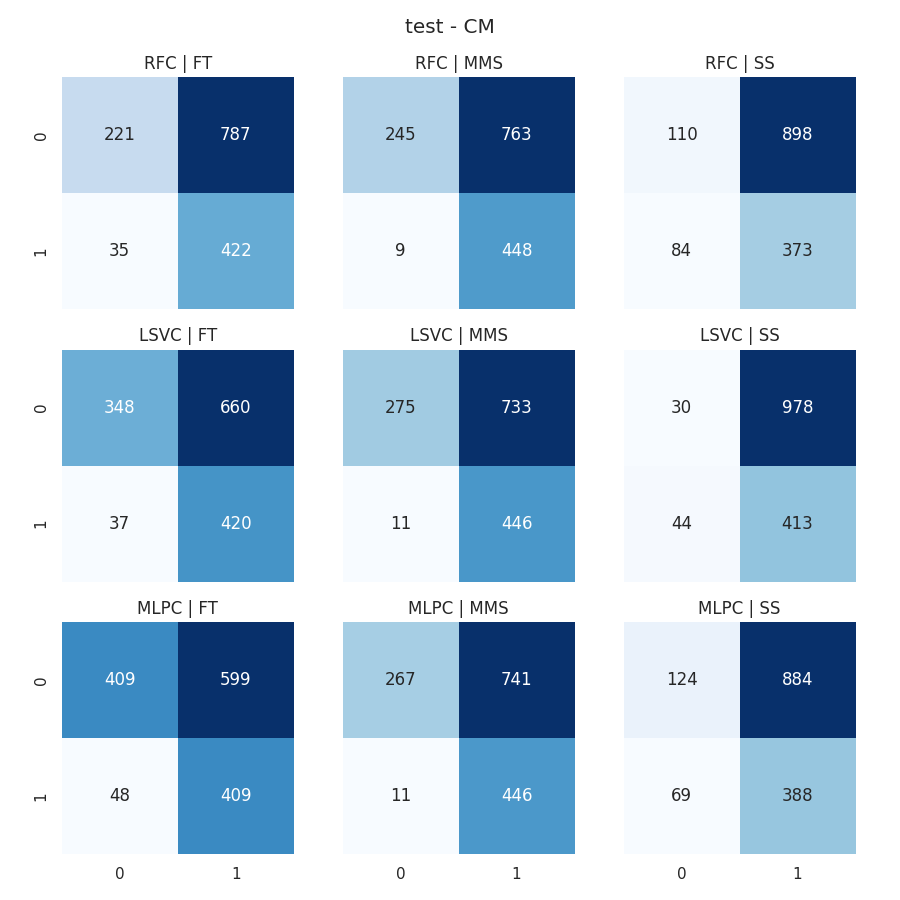 test - CM
RFC | FT RFC | MMS RFC | SS
0 221 787 245 763 110 898
1 35 422 9 448 84 373
LSVC | FT LSVC | MMS LSVC | SS
0 348 660 275 733 30 978
1 37 420 11 446 44 413
MLPC | FT MLPC | MMS MLPC | SS
0 409 599 267 741 124 884
1 48 409 11 446 69 388
0 1 0 1 0 1